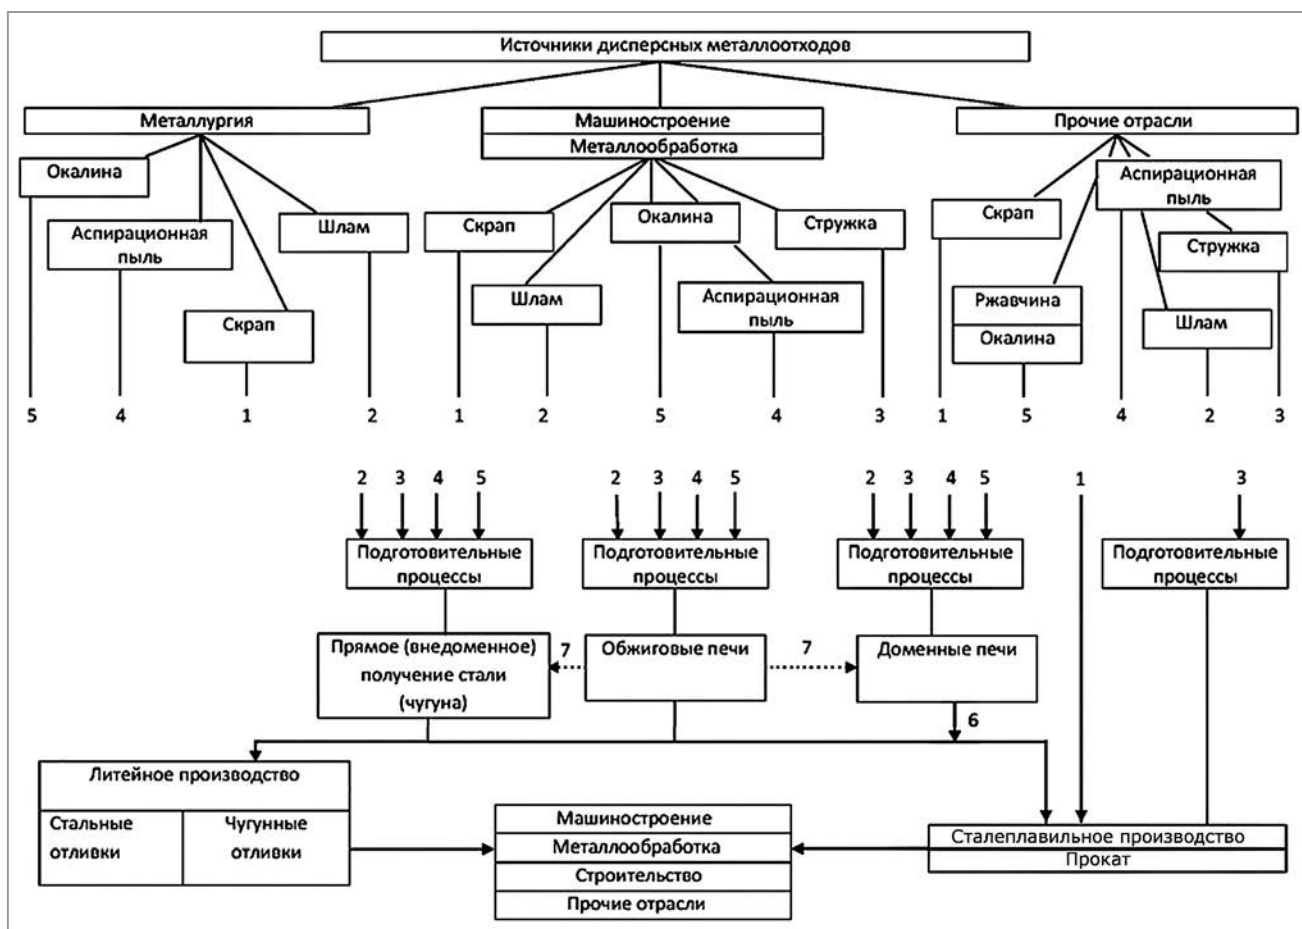 Источники дисперсных металлоотходов
Металлургия
Машиностроение
Металлообработка
Прочие отрасли
Окалина
Аспирационная
пыль
Скрап
Шлам
Скрап
Шлам
Окалина
Аспирационная
пыль
Стружка
Скрап
Ржавчина
Окалина
Аспирационная
пыль
Шлам
Стружка
5 4 1 2 1 2 5 4 3 1 5 4 2 3
2 3 4 5 2 3 4 5 2 3 4 5 1 3
Подготовительные
процессы
Подготовительные
процессы
Подготовительные
процессы
Подготовительные
процессы
Прямое (внедоменное)
получение стали
(чугуна)
7
Обжиговые печи
7
Доменные печи
6
Литейное производство
Стальные
отливки
Чугунные
отливки
Машиностроение
Металлообработка
Строительство
Прочие отрасли
Сталеплавильное производство
Прокат